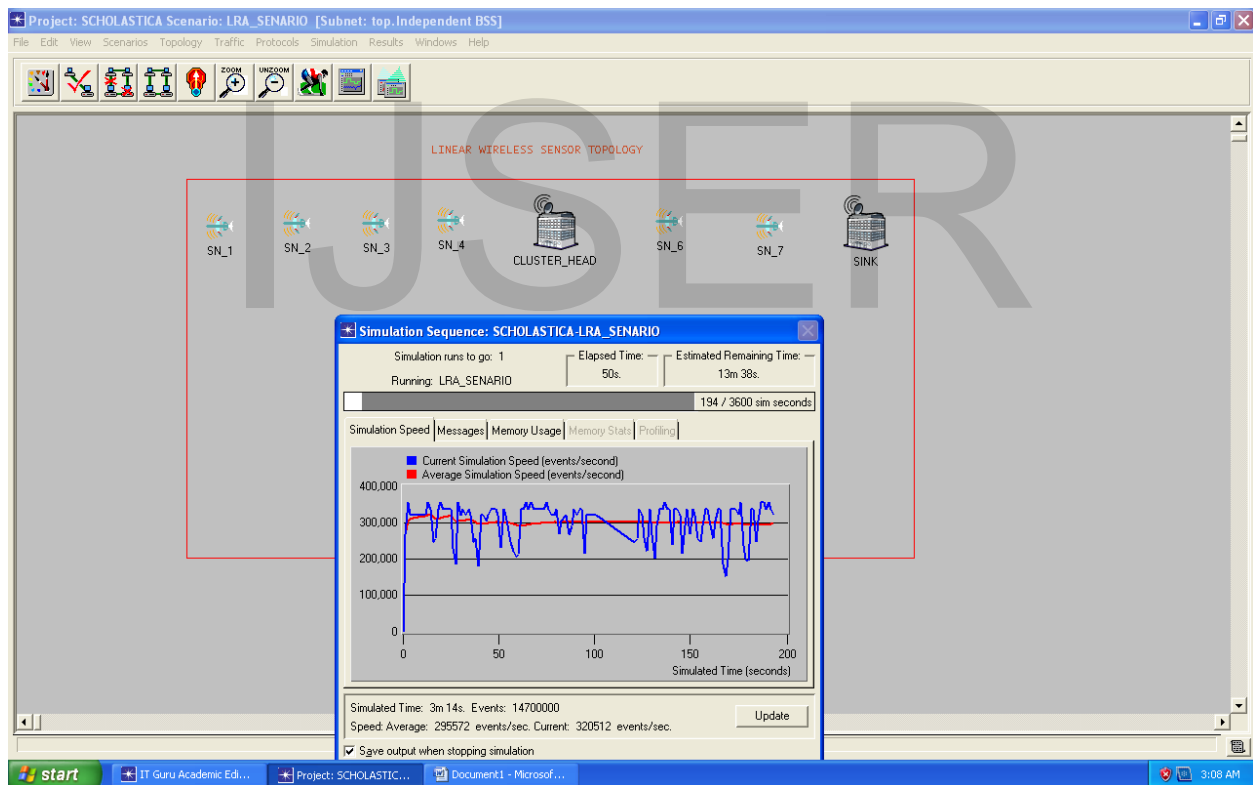 Project: SCHOLASTICA Scenario: LRA_SENARIO [Subnet: top.Independent BSS]
File Edit View Scenarios Topology Traffic Protocols Simulation Results Windows Help
ZOOM UNZOOM
IJSER
LINEAR WIRELESS SENSOR TOPOLOGY
SN_1 SN_2 SN_3 SN_4 CLUSTER_HEAD SN_6 SN_7 SINK
Simulation Sequence: SCHOLASTICA-LRA_SENARIO
Simulation runs to go: 1
Running: LRA_SENARIO
Elapsed Time:
50s.
Estimated Remaining Time:
13m 38s.
194 / 3600 sim seconds
Simulation Speed Messages Memory Usage Memory Stats Profiling
Current Simulation Speed (events/second)
Average Simulation Speed (events/second)
400,000
300,000
200,000
100,000
0
0 50 100 150 200
Simulated Time (seconds)
Simulated Time: 3m 14s. Events: 14700000
Speed: Average: 295572 events/sec. Current: 320512 events/sec.
Update
Save output when stopping simulation
start IT Guru Academic Edi... Project: SCHOLASTIC... Document1 - Microsof... 3:08 AM